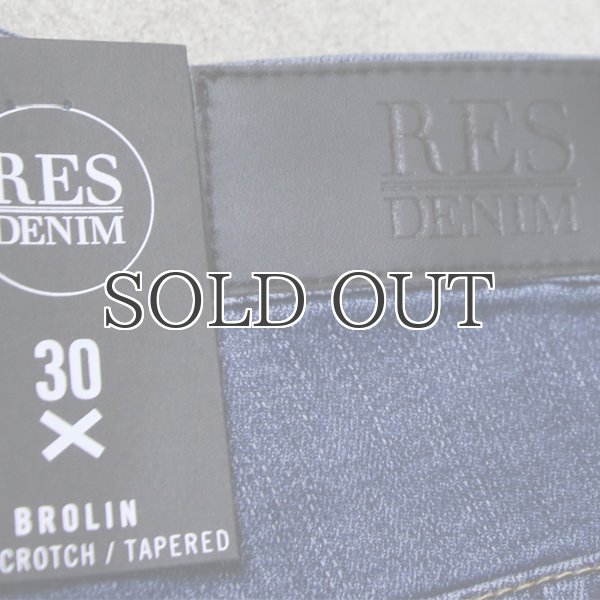 RES
DENIM
RES
DENIM
SOLD OUT
30
X
BROLIN
CROTCH / TAPERED